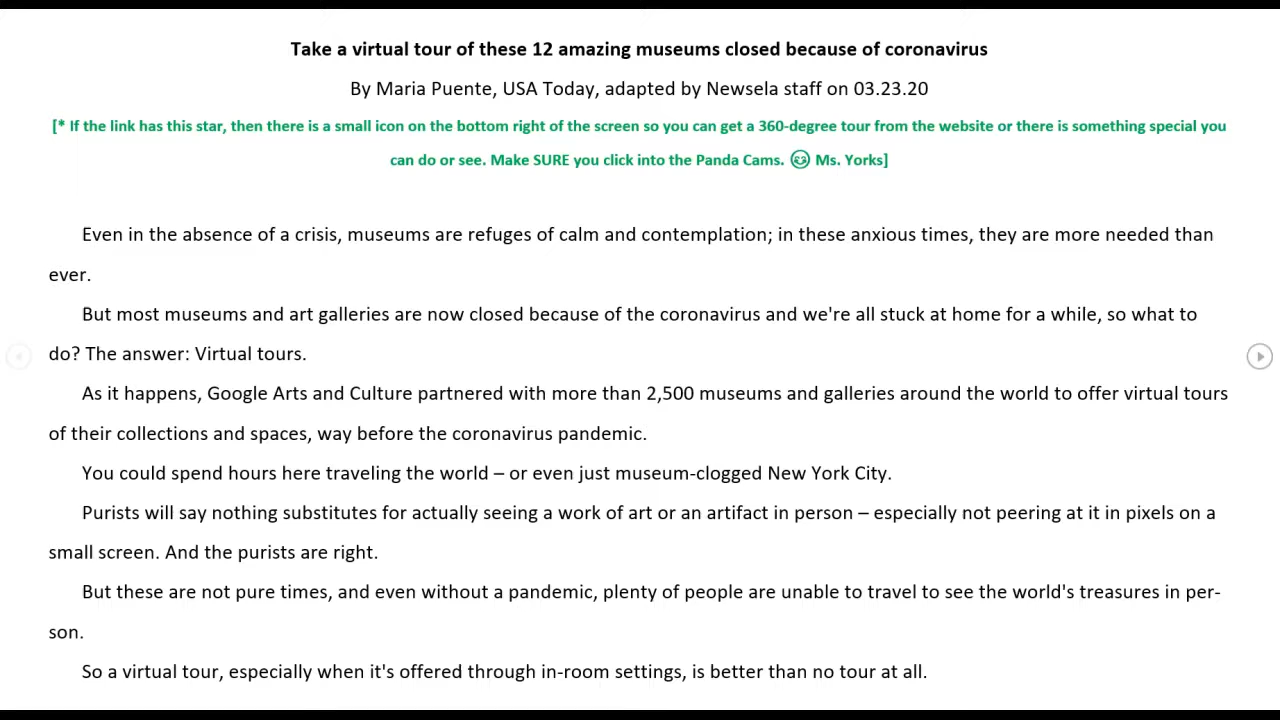 Take a virtual tour of these 12 amazing museums closed because of coronavirus
By Maria Puente, USA Today, adapted by Newsela staff on 03.23.20
[* If the link has this star, then there is a small icon on the bottom right of the screen so you can get a 360-degree tour from the website or there is something special you
can do or see. Make SURE you click into the Panda Cams. 😊 Ms. Yorks]
Even in the absence of a crisis, museums are refuges of calm and contemplation; in these anxious times, they are more needed than
ever.
But most museums and art galleries are now closed because of the coronavirus and we're all stuck at home for a while, so what to
do? The answer: Virtual tours.
As it happens, Google Arts and Culture partnered with more than 2,500 museums and galleries around the world to offer virtual tours
of their collections and spaces, way before the coronavirus pandemic.
You could spend hours here traveling the world – or even just museum-clogged New York City.
Purists will say nothing substitutes for actually seeing a work of art or an artifact in person – especially not peering at it in pixels on a
small screen. And the purists are right.
But these are not pure times, and even without a pandemic, plenty of people are unable to travel to see the world's treasures in per-
son.
So a virtual tour, especially when it's offered through in-room settings, is better than no tour at all.